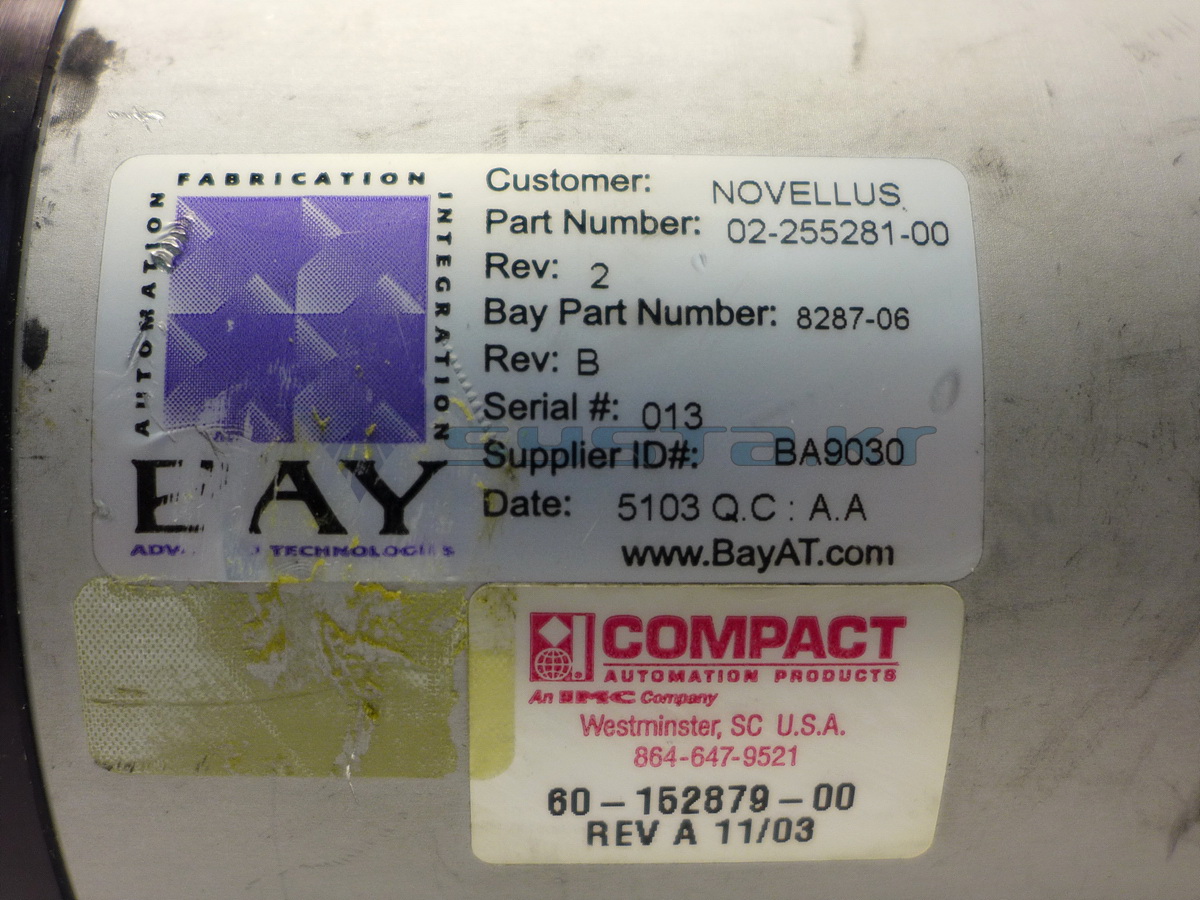 FABRICATION
AUTOMATION
INTEGRATION
BAY
TECHNOLOGIES
Customer: NOVELLUS
Part Number: 02-255281-00
Rev: 2
Bay Part Number: 8287-06
Rev: B
Serial #: 013
Supplier ID#: BA9030
Date: 5103 Q.C : A.A
www.BayAT.com
COMPACT
AUTOMATION PRODUCTS
An IMC Company
Westminster, SC U.S.A.
864-647-9521
60-152879-00
REV A 11/03